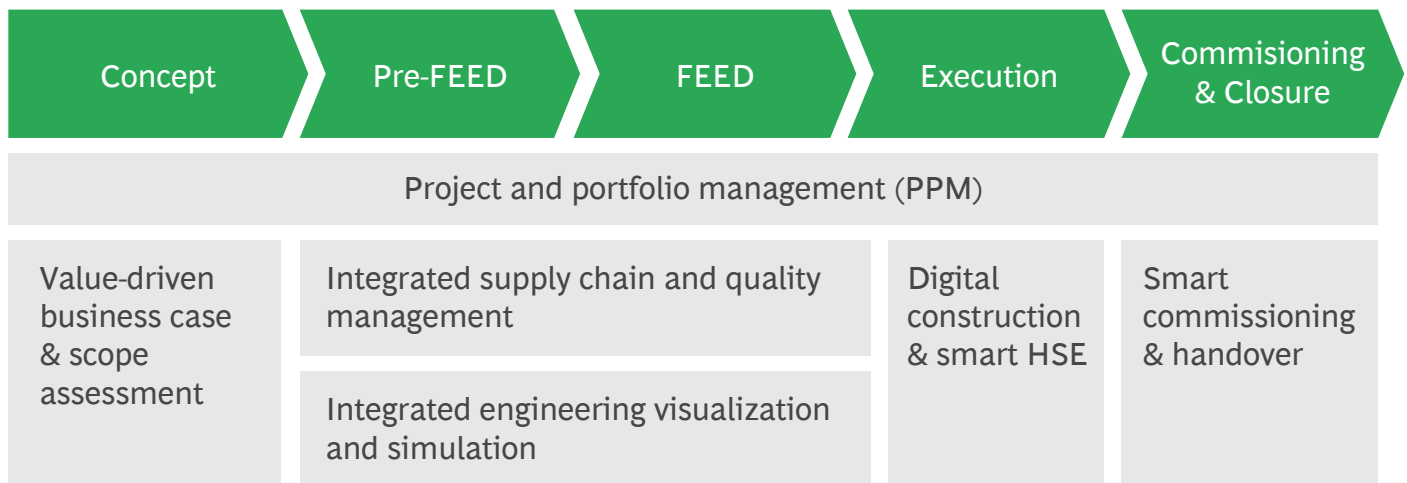 Concept
Pre-FEED
FEED
Execution
Commisioning
& Closure
Project and portfolio management (PPM)
Value-driven
business case
& scope
assessment
Integrated supply chain and quality
management
Integrated engineering visualization
and simulation
Digital
construction
& smart HSE
Smart
commissioning
& handover